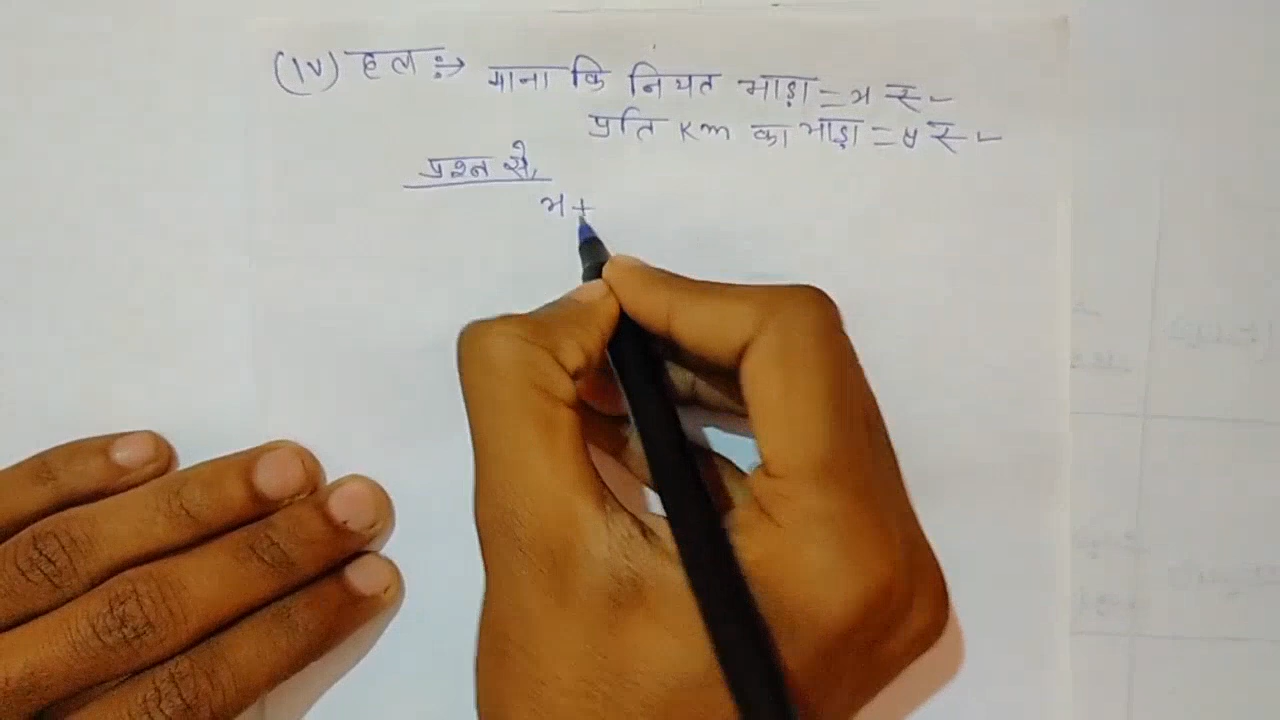 (iv) हल :→ माना कि नियत भाड़ा = x रु-
प्रति Km का भाड़ा = y रु-
प्रश्न से,
x +